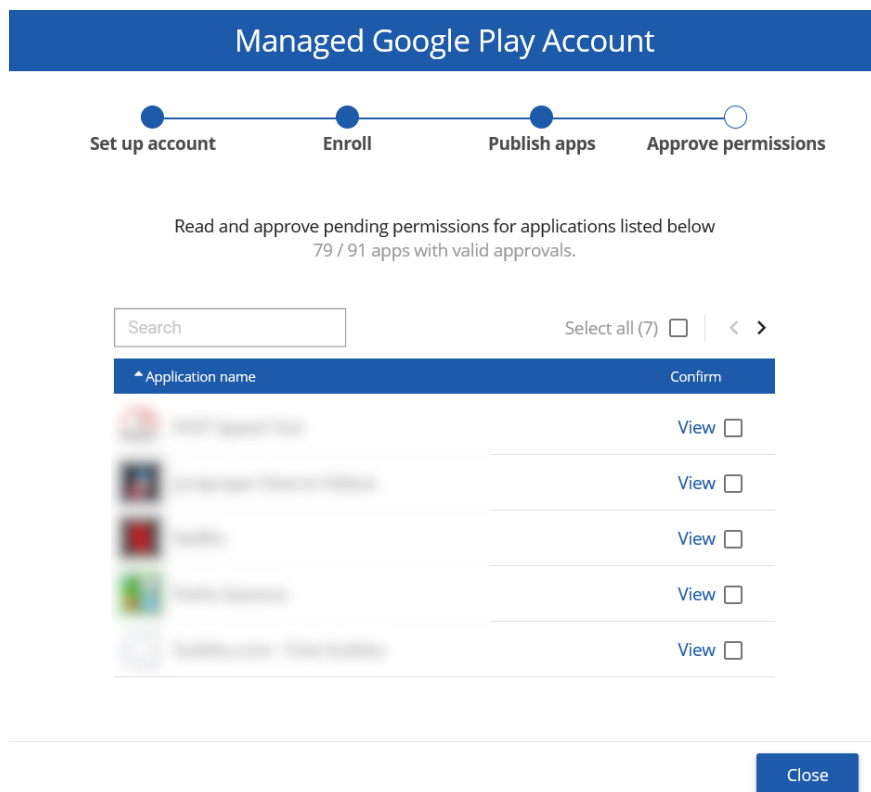 Managed Google Play Account
Set up account Enroll Publish apps Approve permissions
Read and approve pending permissions for applications listed below
79 / 91 apps with valid approvals.
Search Select all (7)
Application name Confirm
View
View
View
View
View
Close